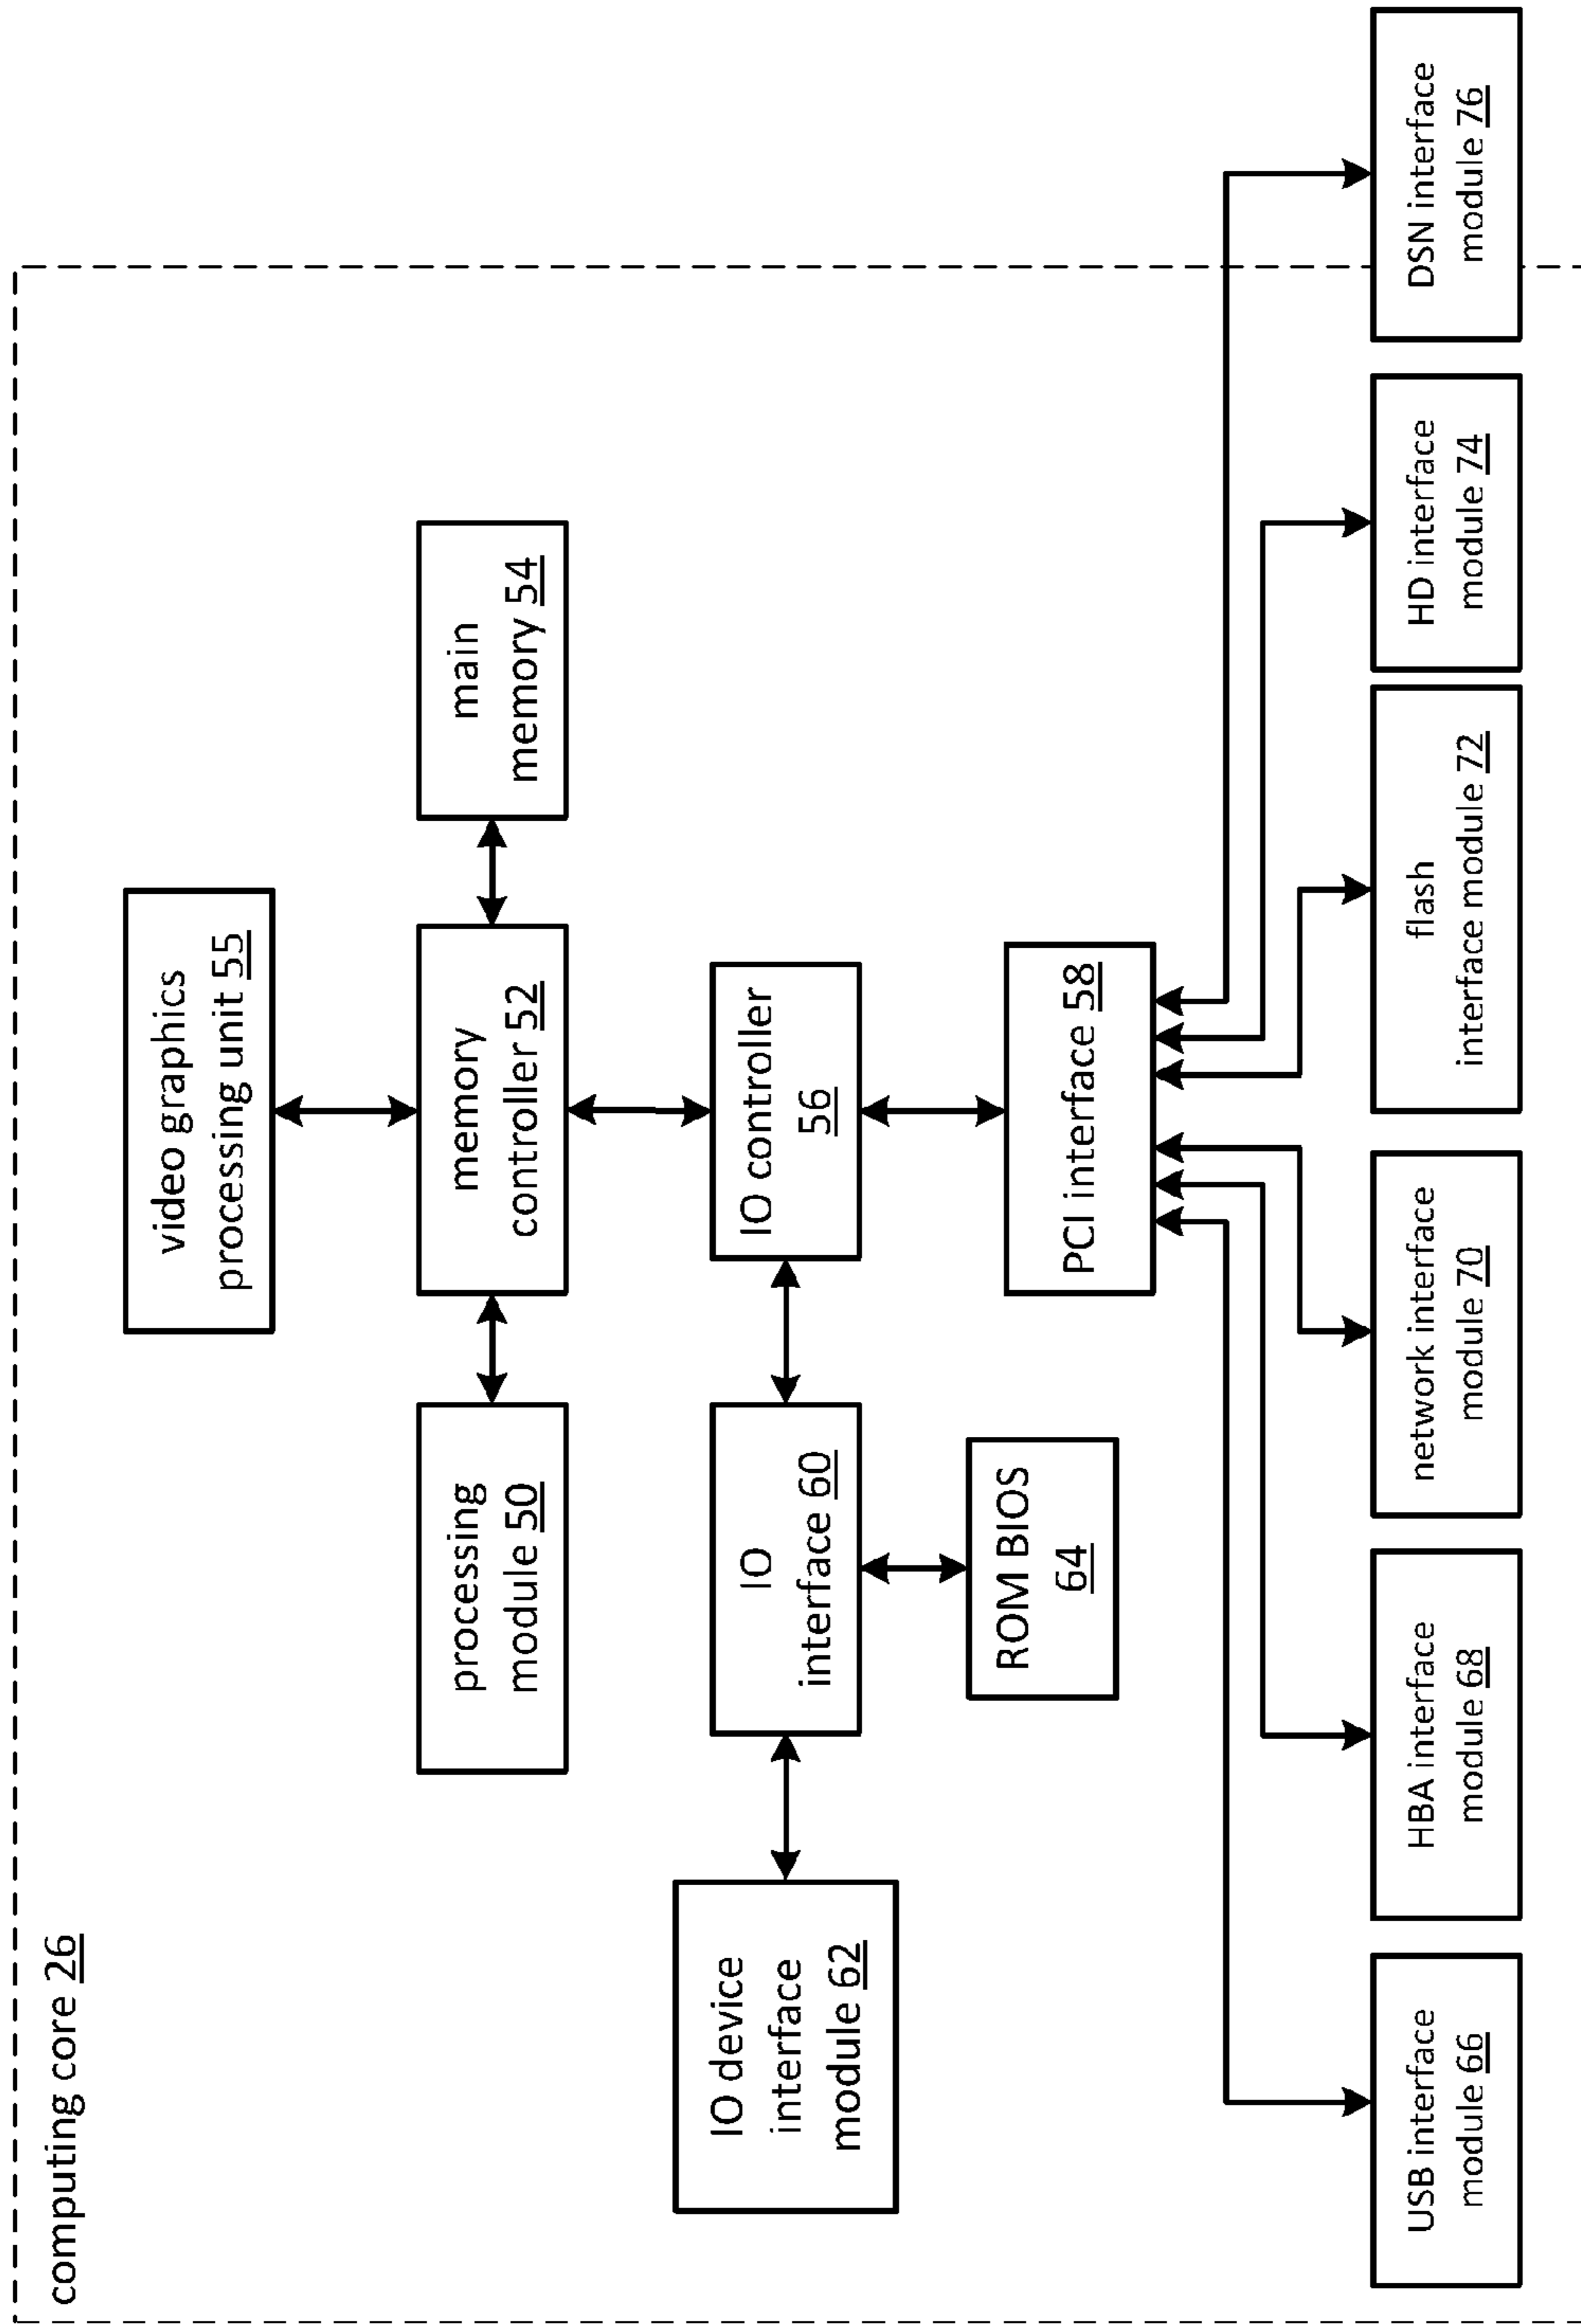 computing core 26
video graphics
processing unit 55
processing
module 50
memory
controller 52
main
memory 54
IO device
interface
module 62
IO
interface 60
IO controller
56
ROM BIOS
64
PCI interface 58
USB interface
module 66
HBA interface
module 68
network interface
module 70
flash
interface module 72
HD interface
module 74
DSN interface
module 76